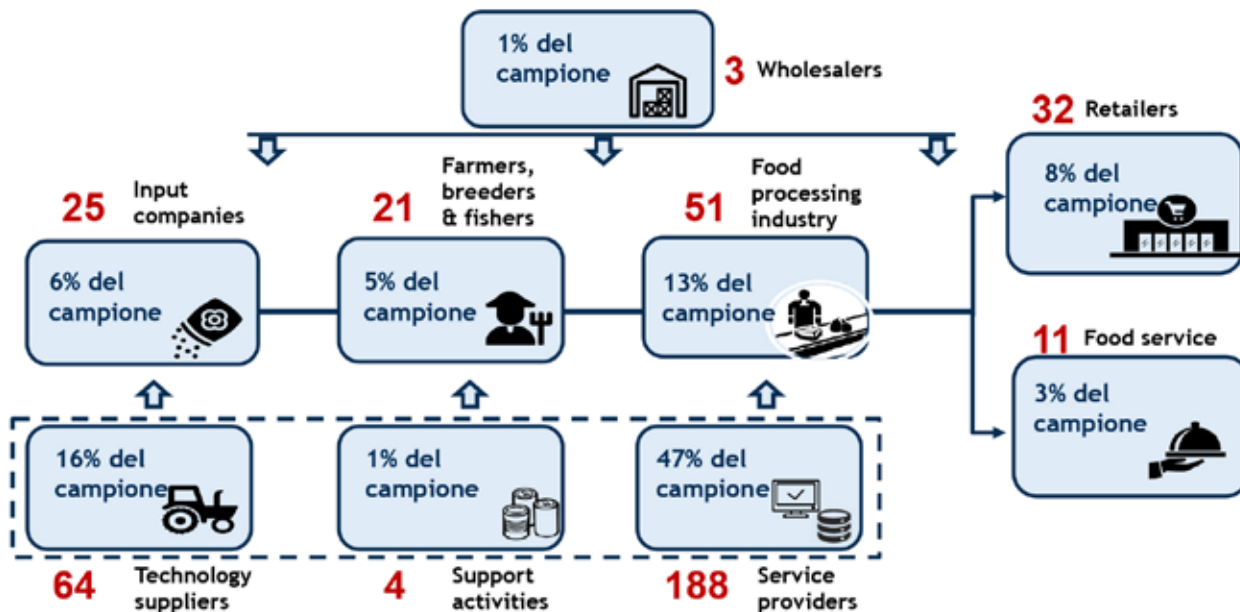 1% del
campione
3 Wholesalers
32 Retailers
8% del
campione
25 Input
companies
6% del
campione
21 Farmers,
breeders
& fishers
5% del
campione
51 Food
processing
industry
13% del
campione
11 Food service
3% del
campione
16% del
campione
64 Technology
suppliers
1% del
campione
4 Support
activities
47% del
campione
188 Service
providers